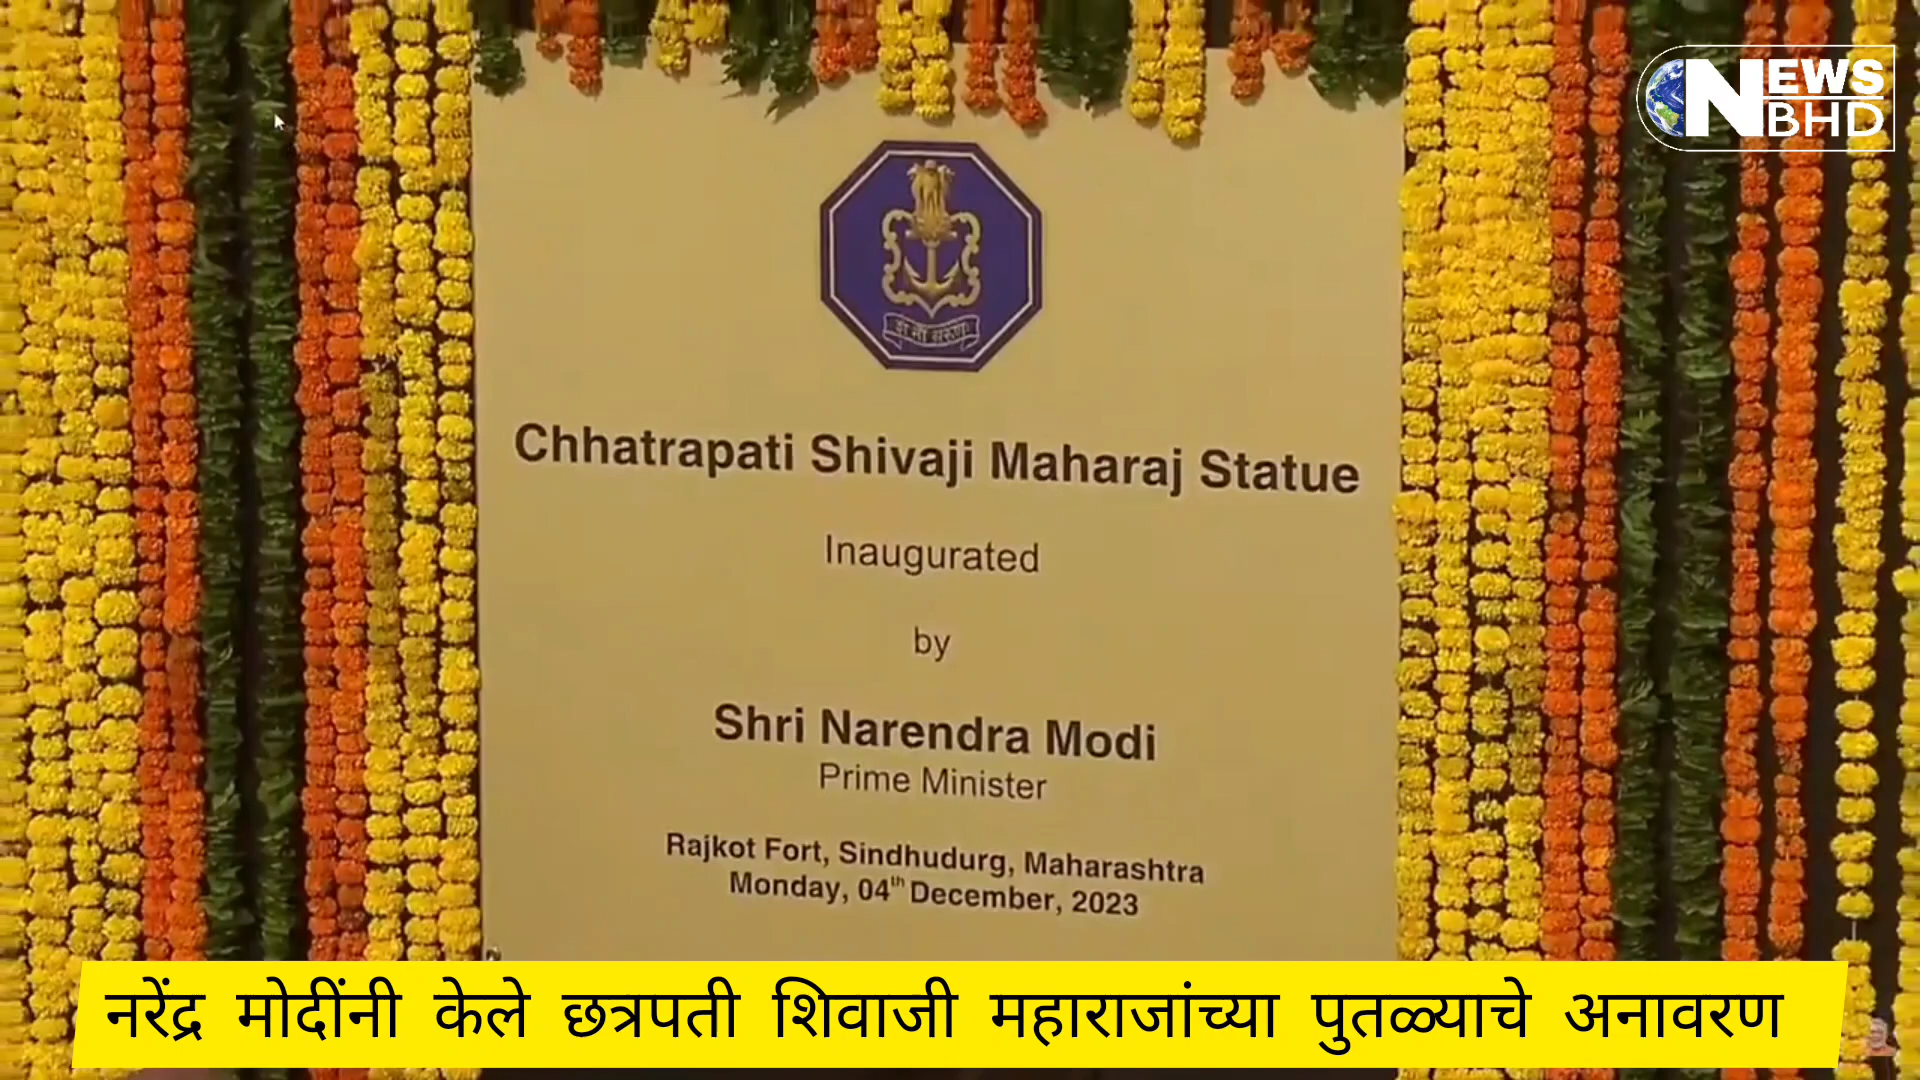 NEWS
BHD
शं नो वरुणः
Chhatrapati Shivaji Maharaj Statue
Inaugurated
by
Shri Narendra Modi
Prime Minister
Rajkot Fort, Sindhudurg, Maharashtra
Monday, 04th December, 2023
नरेंद्र मोदींनी केले छत्रपती शिवाजी महाराजांच्या पुतळ्याचे अनावरण